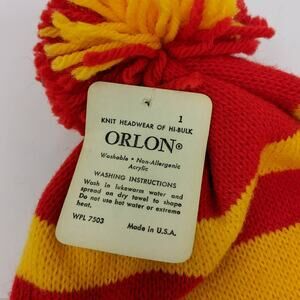 1
KNIT HEADWEAR OF HI-BULK
ORLON®
Washable • Non-Allergenic
Acrylic
WASHING INSTRUCTIONS
Wash in lukewarm water and
spread on dry towel to shape
Do not use hot water or extreme
heat.
WPL 7503
Made in U.S.A.